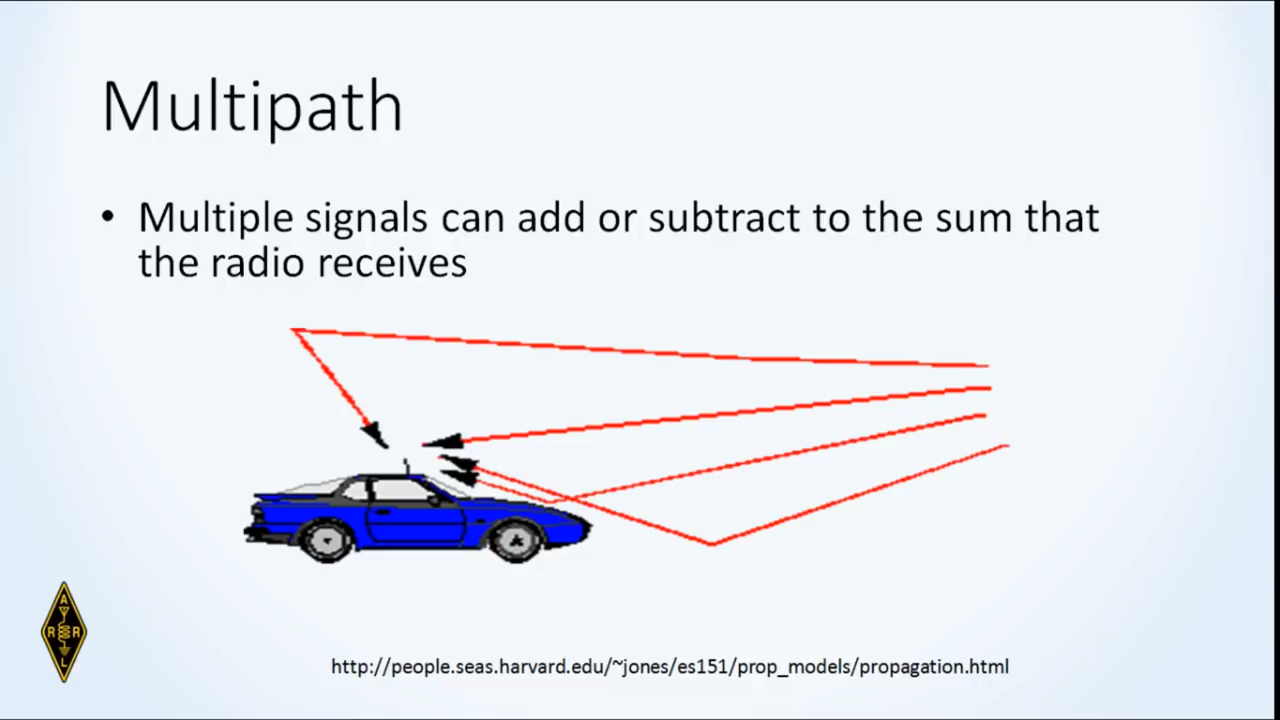 Multipath
• Multiple signals can add or subtract to the sum that
the radio receives
A
R R
L
http://people.seas.harvard.edu/~jones/es151/prop_models/propagation.html